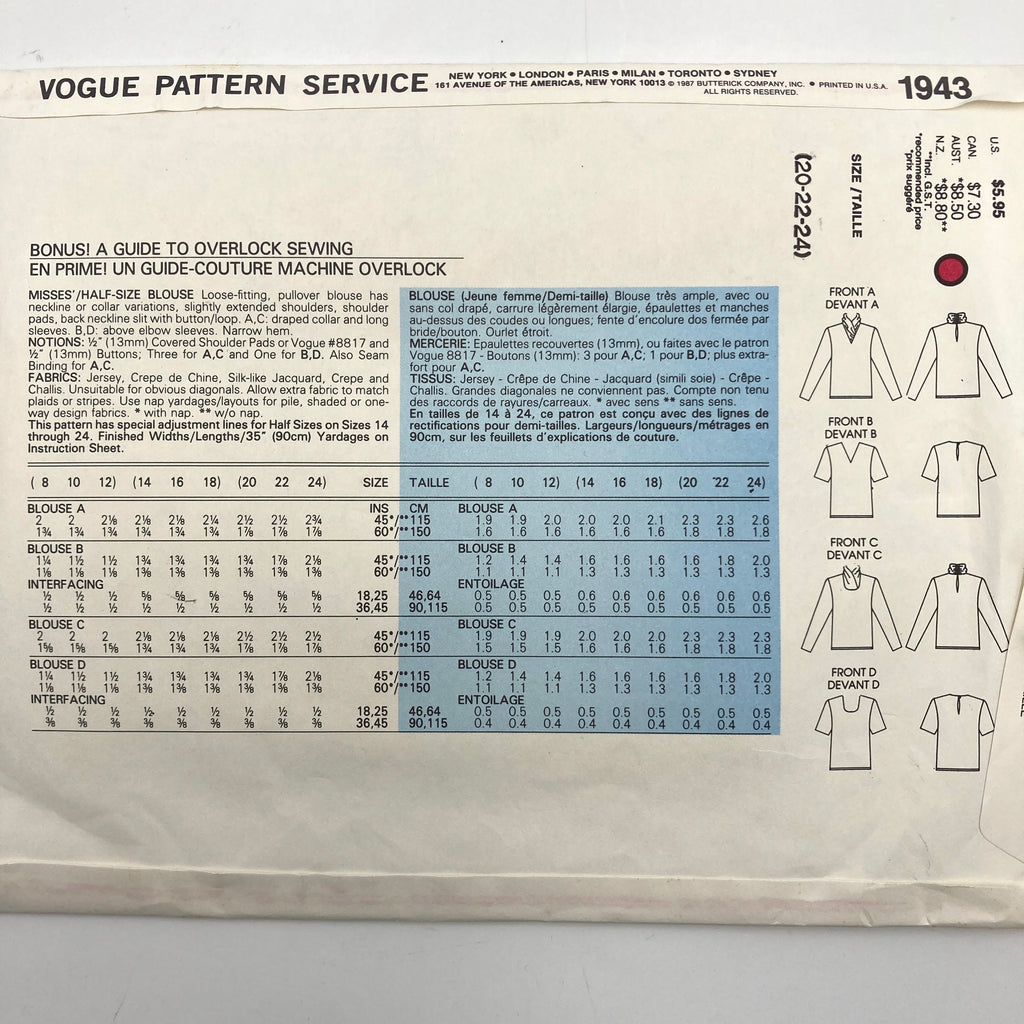 VOGUE PATTERN SERVICE
NEW YORK • LONDON • PARIS • MILAN • TORONTO • SYDNEY
161 AVENUE OF THE AMERICAS, NEW YORK 10013 © 1987 BUTTERICK COMPANY, INC. • PRINTED IN U.S.A.
ALL RIGHTS RESERVED.
1943
U.S. $5.95
CAN. $7.30
AUST. *$8.50
N.Z. *$8.80**
**Incl. G.S.T.
*recommended price
*prix suggéré
SIZE/TAILLE
(20-22-24)
BONUS! A GUIDE TO OVERLOCK SEWING
EN PRIME! UN GUIDE-COUTURE MACHINE OVERLOCK
MISSES'/HALF-SIZE BLOUSE Loose-fitting, pullover blouse has
neckline or collar variations, slightly extended shoulders, shoulder
pads, back neckline slit with button/loop. A,C: draped collar and long
sleeves. B,D: above elbow sleeves. Narrow hem.
NOTIONS: ½" (13mm) Covered Shoulder Pads or Vogue #8817 and
½" (13mm) Buttons; Three for A,C and One for B,D. Also Seam
Binding for A,C.
FABRICS: Jersey, Crepe de Chine, Silk-like Jacquard, Crepe and
Challis. Unsuitable for obvious diagonals. Allow extra fabric to match
plaids or stripes. Use nap yardages/layouts for pile, shaded or one-
way design fabrics. * with nap. ** w/o nap.
This pattern has special adjustment lines for Half Sizes on Sizes 14
through 24. Finished Widths/Lengths/35" (90cm) Yardages on
Instruction Sheet.
BLOUSE (Jeune femme/Demi-taille) Blouse très ample, avec ou
sans col drapé, carrure légèrement élargie, épaulettes et manches
au-dessus des coudes ou longues; fente d'encolure dos fermée par
bride/bouton. Ourlet étroit.
MERCERIE: Epaulettes recouvertes (13mm), ou faites avec le patron
Vogue 8817 - Boutons (13mm): 3 pour A,C; 1 pour B,D; plus extra-
fort pour A,C.
TISSUS: Jersey - Crêpe de Chine - Jacquard (simili soie) - Crêpe -
Challis. Grandes diagonales ne conviennent pas. Compte non tenu
des raccords de rayures/carreaux. * avec sens ** sans sens.
En tailles de 14 à 24, ce patron est conçu avec des lignes de
rectifications pour demi-tailles. Largeurs/longueurs/métrages en
90cm, sur les feuillets d'explications de couture.
( 8 10 12) (14 16 18) (20 22 24) SIZE TAILLE ( 8 10 12) (14 16 18) (20 22 24)
BLOUSE A INS CM BLOUSE A
2 2 2⅛ 2⅛ 2⅛ 2¼ 2½ 2½ 2¾ 45*/**115 1.9 1.9 2.0 2.0 2.0 2.1 2.3 2.3 2.6
1¾ 1¾ 1¾ 1¾ 1¾ 1¾ 1⅞ 1⅞ 1⅞ 60*/**150 1.6 1.6 1.6 1.6 1.6 1.6 1.8 1.8 1.8
BLOUSE B BLOUSE B
1¼ 1½ 1½ 1¾ 1¾ 1¾ 1¾ 1⅞ 2⅛ 45*/**115 1.2 1.4 1.4 1.6 1.6 1.6 1.6 1.8 2.0
1⅛ 1⅛ 1⅛ 1⅜ 1⅜ 1⅜ 1⅜ 1⅜ 1⅜ 60*/**150 1.1 1.1 1.1 1.3 1.3 1.3 1.3 1.3 1.3
INTERFACING ENTOILAGE
½ ½ ½ ⅝ ⅝ ⅝ ⅝ ⅝ ⅝ 18,25 46,64 0.5 0.5 0.5 0.6 0.6 0.6 0.6 0.6 0.6
½ ½ ½ ½ ½ ½ ½ ½ ½ 36,45 90,115 0.5 0.5 0.5 0.5 0.5 0.5 0.5 0.5 0.5
BLOUSE C BLOUSE C
2 2 2 2⅛ 2⅛ 2⅛ 2½ 2½ 2½ 45*/**115 1.9 1.9 1.9 2.0 2.0 2.0 2.3 2.3 2.3
1⅝ 1⅝ 1⅝ 1¾ 1¾ 1¾ 1⅞ 1⅞ 1⅞ 60*/**150 1.5 1.5 1.5 1.6 1.6 1.6 1.8 1.8 1.8
BLOUSE D BLOUSE D
1¼ 1½ 1½ 1¾ 1¾ 1¾ 1¾ 1⅞ 2⅛ 45*/**115 1.2 1.4 1.4 1.6 1.6 1.6 1.6 1.8 2.0
1⅛ 1⅛ 1⅛ 1⅜ 1⅜ 1⅜ 1⅜ 1⅜ 1⅜ 60*/**150 1.1 1.1 1.1 1.3 1.3 1.3 1.3 1.3 1.3
INTERFACING ENTOILAGE
½ ½ ½ ½ ½ ½ ½ ½ ½ 18,25 46,64 0.5 0.5 0.5 0.5 0.5 0.5 0.5 0.5 0.5
⅜ ⅜ ⅜ ⅜ ⅜ ⅜ ⅜ ⅜ ⅜ 36,45 90,115 0.4 0.4 0.4 0.4 0.4 0.4 0.4 0.4 0.4
FRONT A
DEVANT A
FRONT B
DEVANT B
FRONT C
DEVANT C
FRONT D
DEVANT D